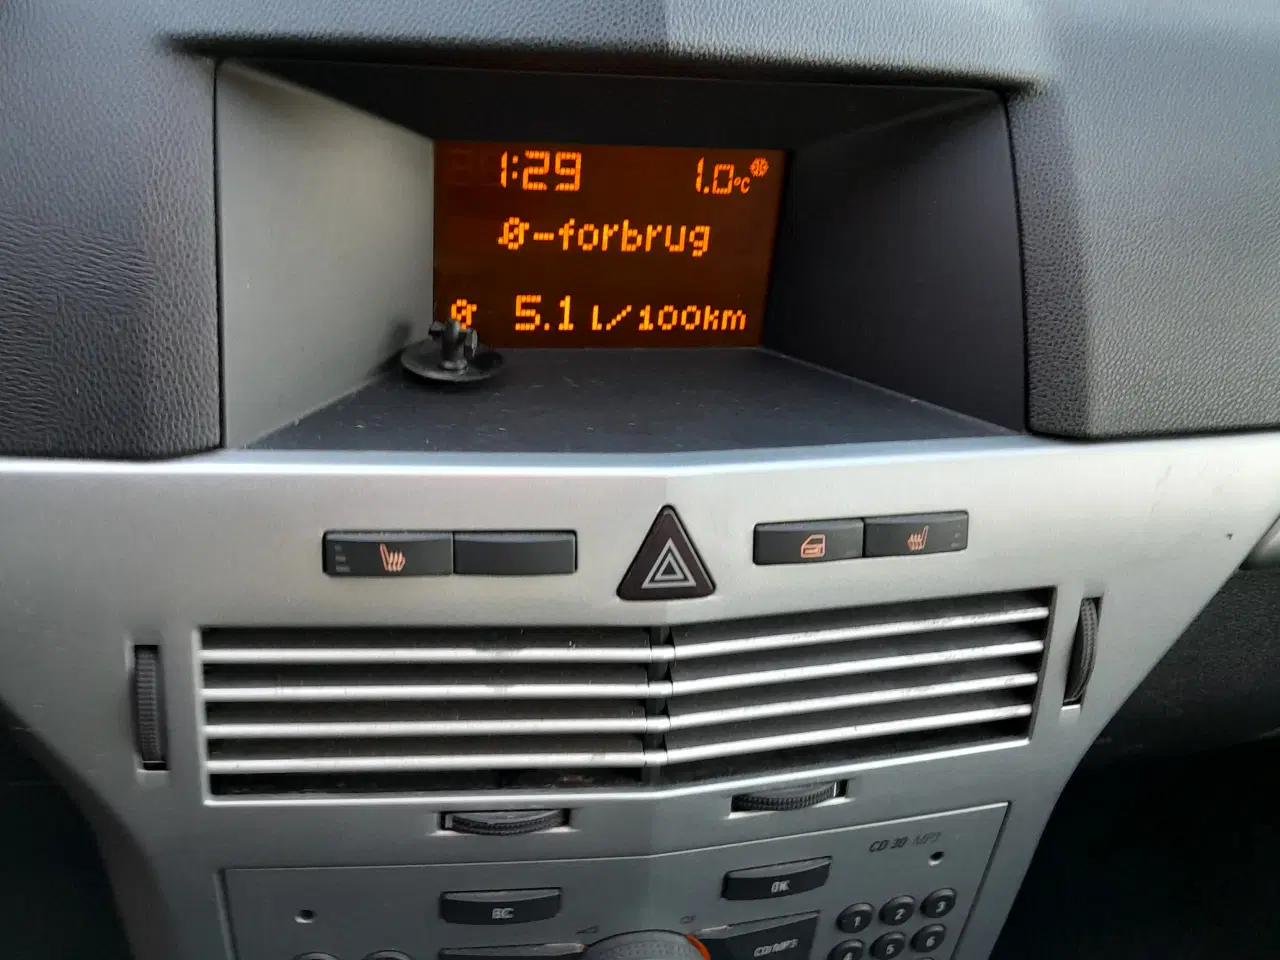 1:29 1.0°C
Ø-forbrug
Ø 5.1 l/100km
CD 30 MP3
BC
OK
CD/MP3
1 2 3
4 5 6